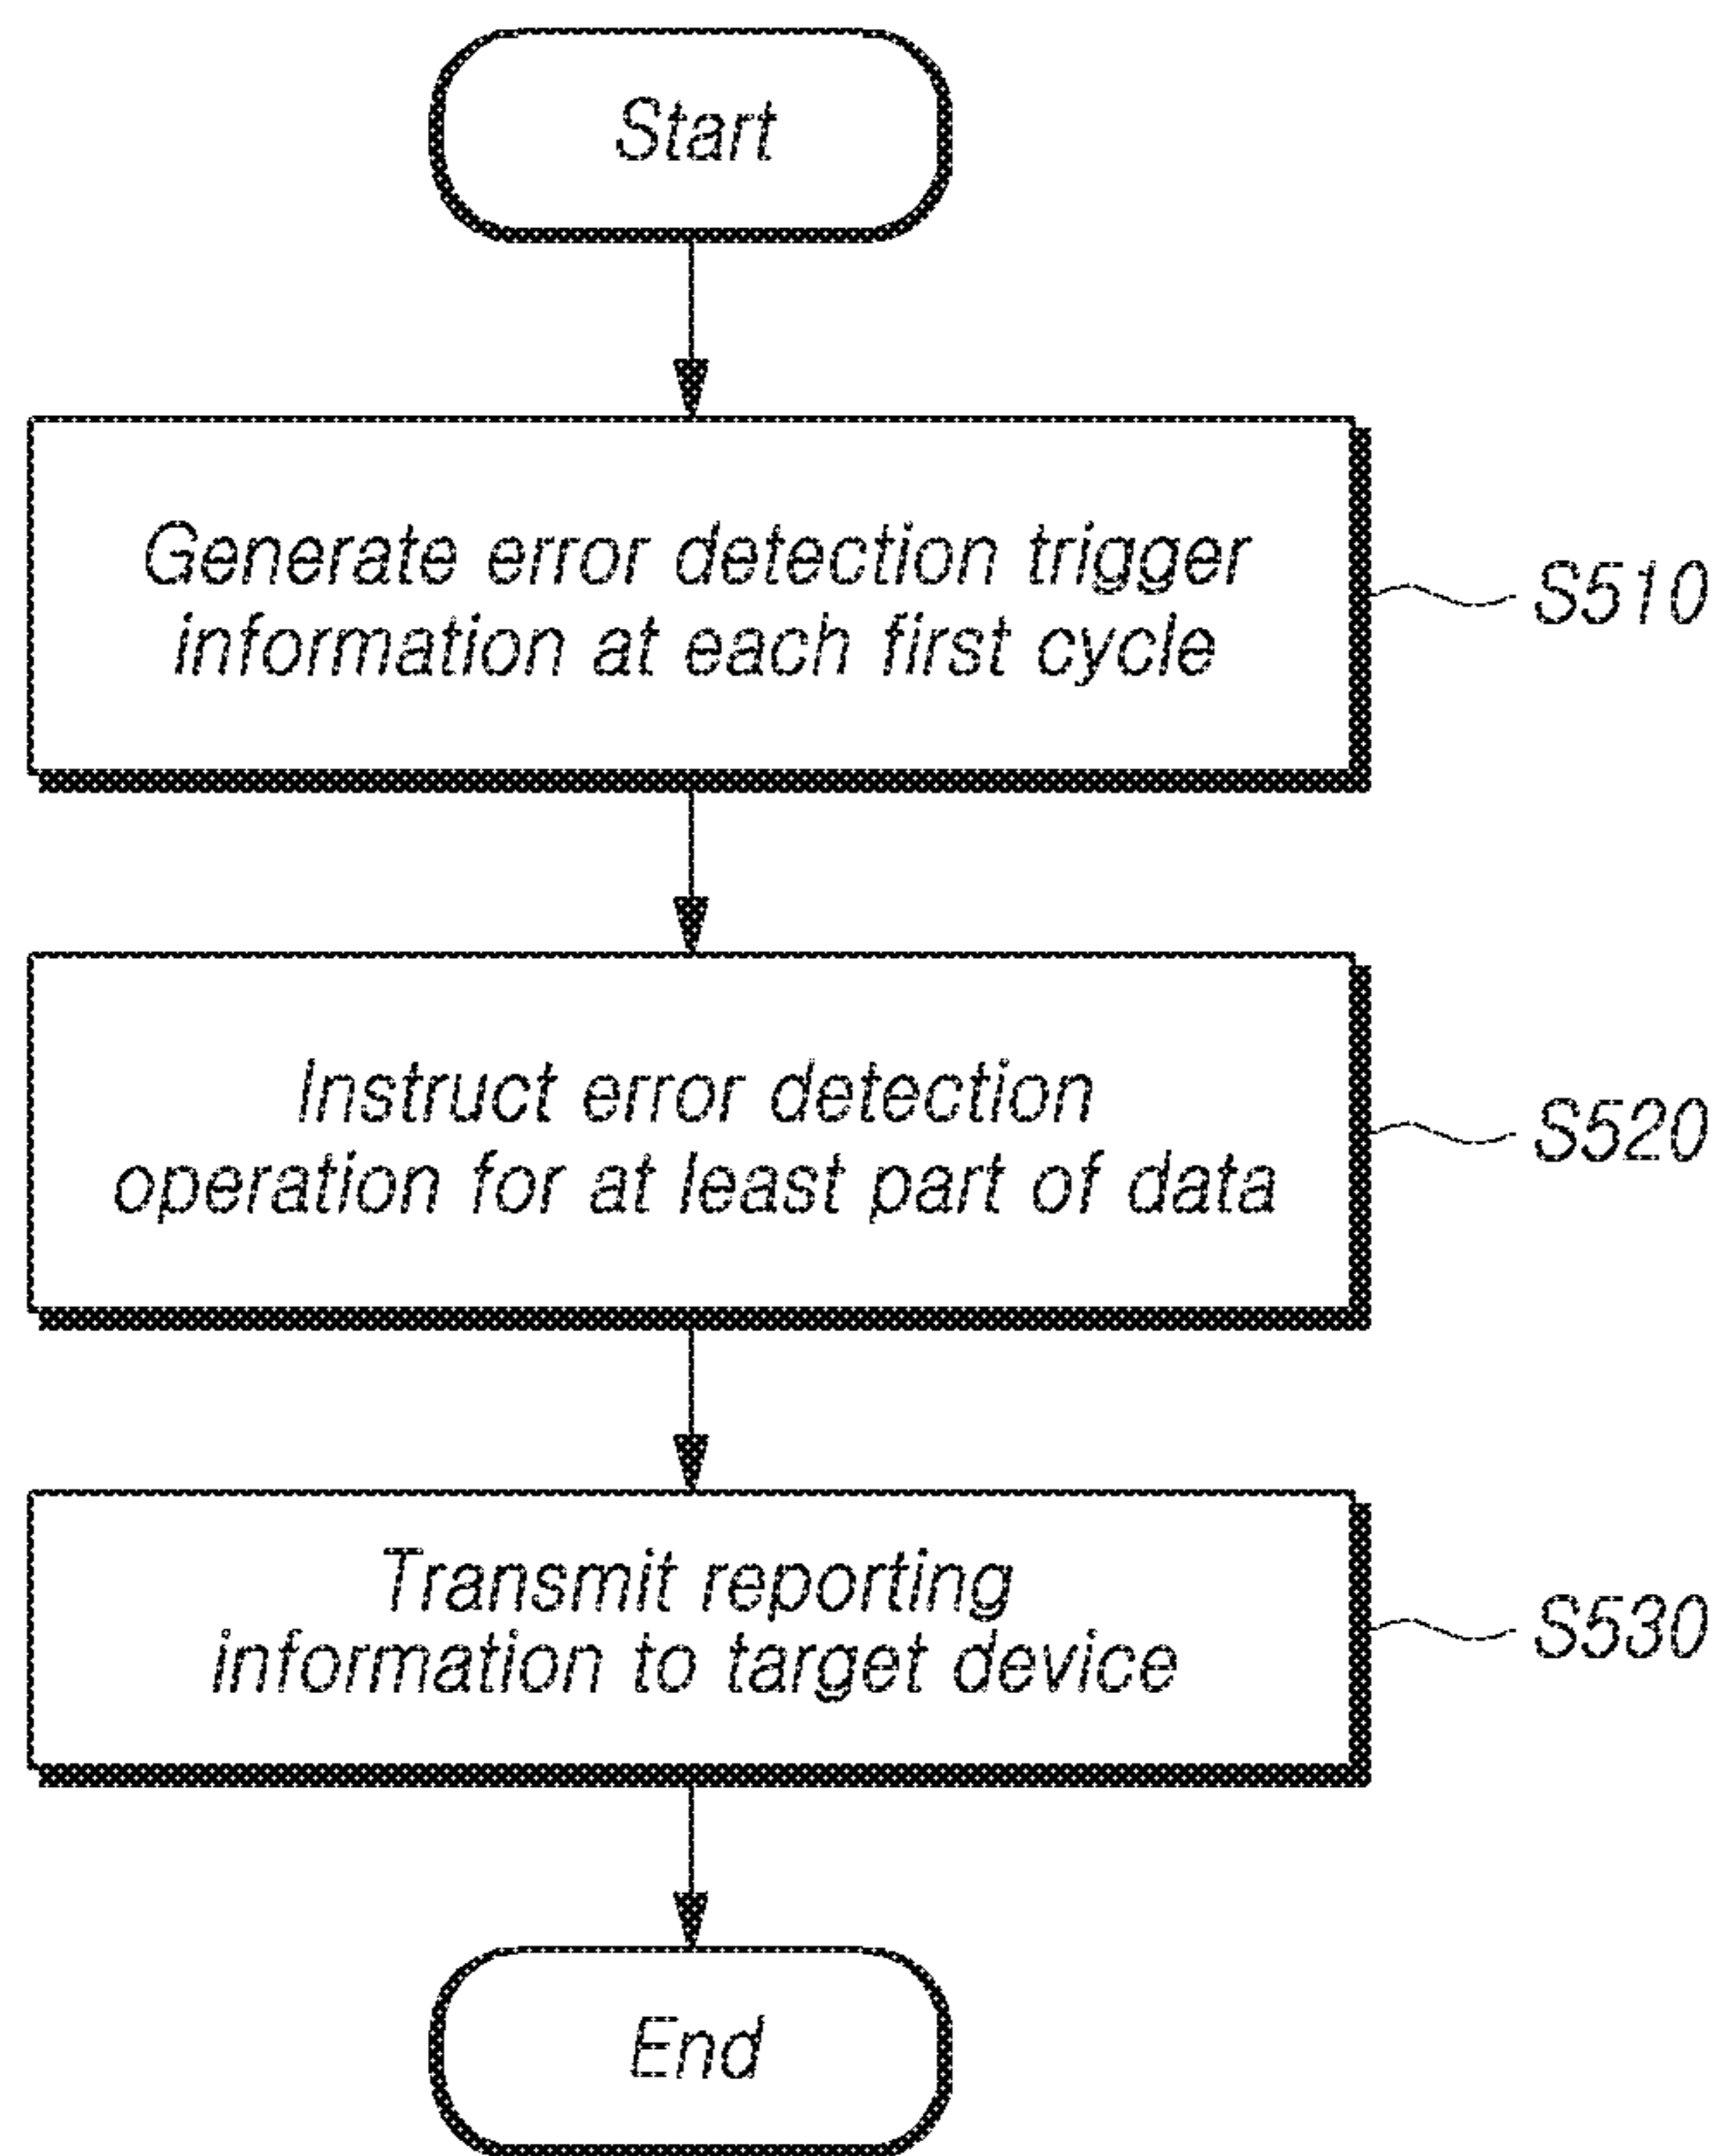 Start
Generate error detection trigger
information at each first cycle
S510
Instruct error detection
operation for at least part of data
S520
Transmit reporting
information to target device
S530
End